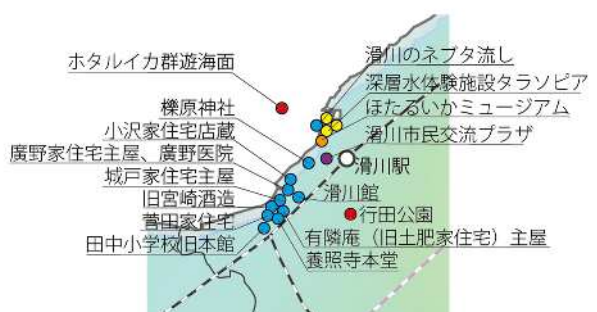 ホタルイカ群遊海面
櫟原神社
小沢家住宅店蔵
廣野家住宅主屋、廣野医院
城戸家住宅主屋
旧宮崎酒造
菅田家住宅
田中小学校旧本館
滑川のネブタ流し
深層水体験施設タラソピア
ほたるいかミュージアム
滑川市民交流プラザ
滑川駅
滑川館
行田公園
有隣庵（旧土肥家住宅）主屋
養照寺本堂